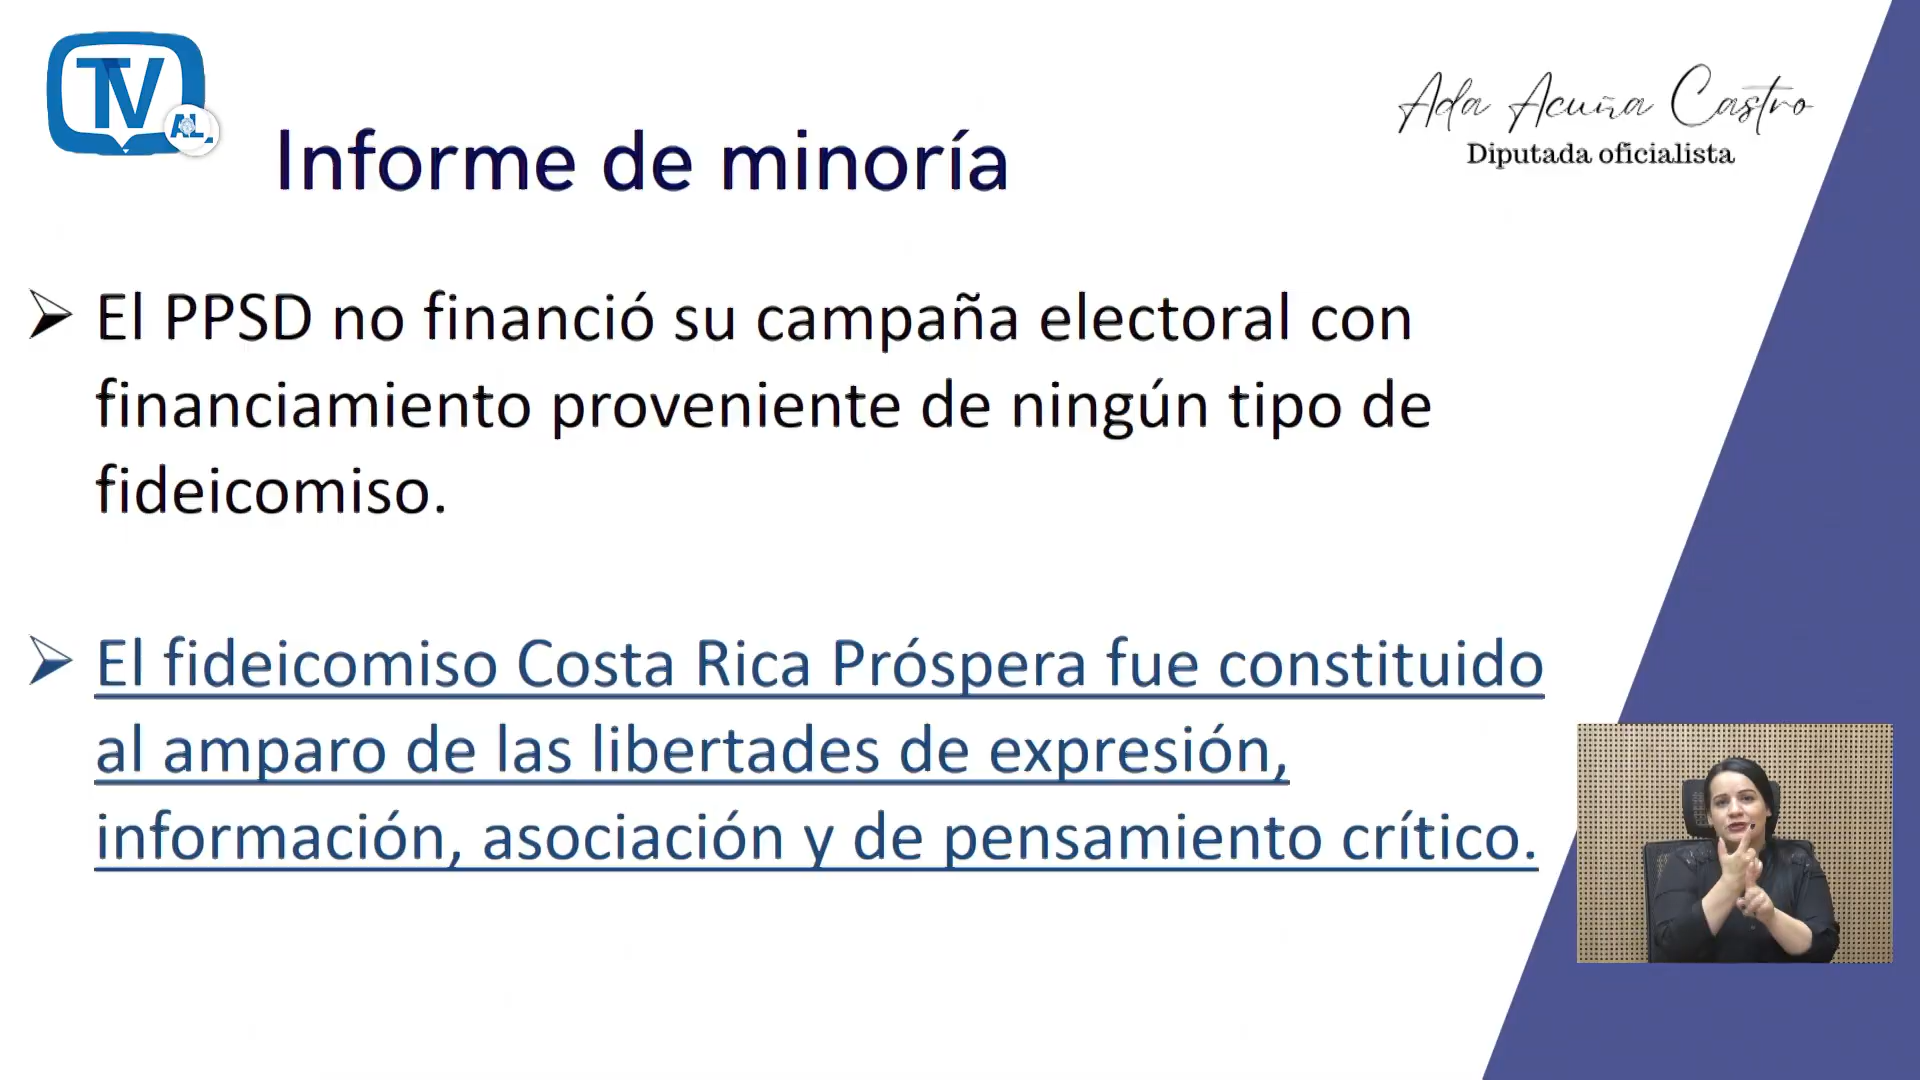 TV
AL
Ada Acuña Castro
Diputada oficialista
Informe de minoría
El PPSD no financió su campaña electoral con
financiamiento proveniente de ningún tipo de
fideicomiso.
El fideicomiso Costa Rica Próspera fue constituido
al amparo de las libertades de expresión,
información, asociación y de pensamiento crítico.